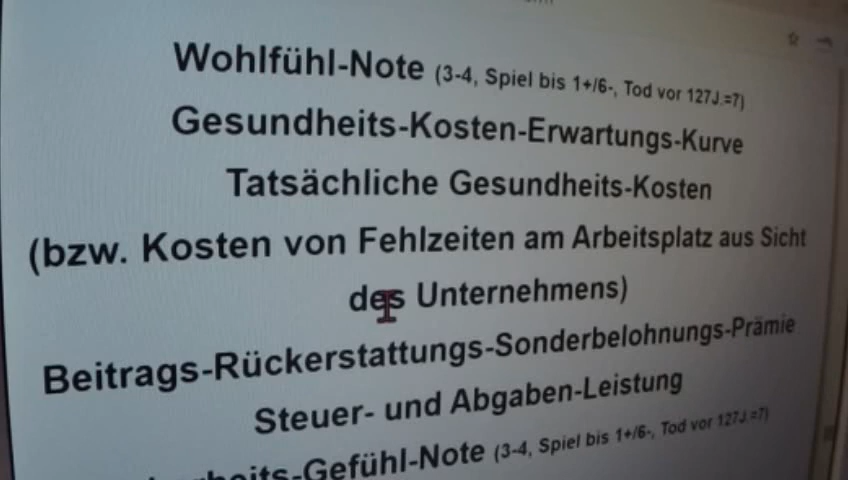 Wohlfühl-Note (3-4, Spiel bis 1+/6-, Tod vor 127J.=7)
Gesundheits-Kosten-Erwartungs-Kurve
Tatsächliche Gesundheits-Kosten
(bzw. Kosten von Fehlzeiten am Arbeitsplatz aus Sicht
des Unternehmens)
Beitrags-Rückerstattungs-Sonderbelohnungs-Prämie
Steuer- und Abgaben-Leistung
-Gefühl-Note (3-4, Spiel bis 1+/6-, Tod vor 127J.=7)